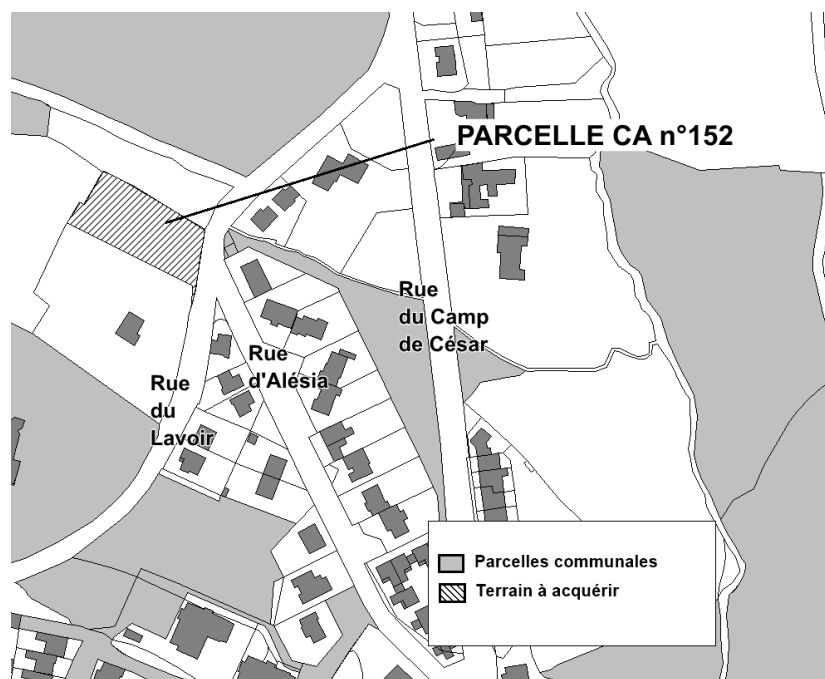 PARCELLE CA n°152
Rue
du Camp
de César
Rue
d'Alésia
Rue
du
Lavoir
Parcelles communales
Terrain à acquérir